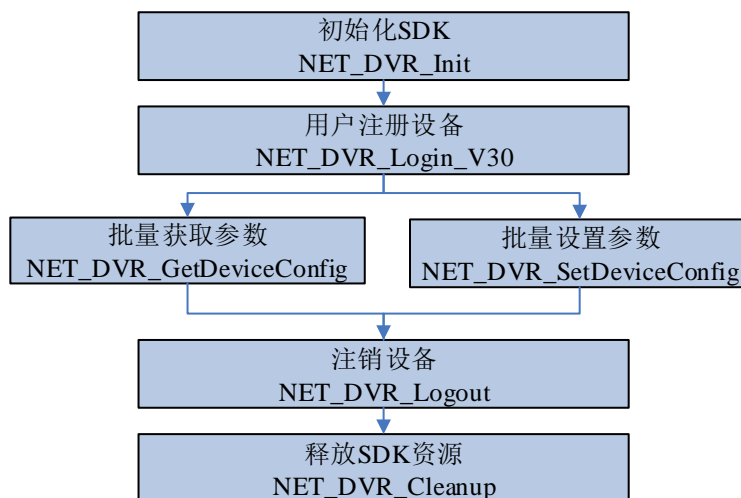 初始化SDK
NET_DVR_Init
用户注册设备
NET_DVR_Login_V30
批量获取参数
NET_DVR_GetDeviceConfig
批量设置参数
NET_DVR_SetDeviceConfig
注销设备
NET_DVR_Logout
释放SDK资源
NET_DVR_Cleanup